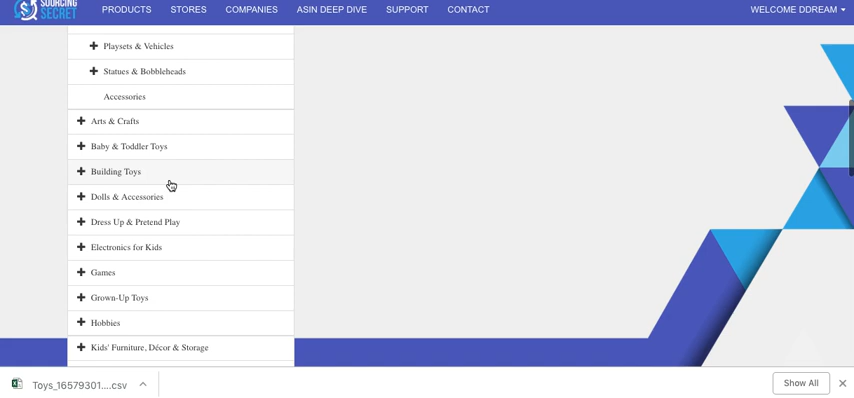 SOURCING
SECRET
PRODUCTS STORES COMPANIES ASIN DEEP DIVE SUPPORT CONTACT WELCOME DDREAM
Playsets & Vehicles
Statues & Bobbleheads
Accessories
Arts & Crafts
Baby & Toddler Toys
Building Toys
Dolls & Accessories
Dress Up & Pretend Play
Electronics for Kids
Games
Grown-Up Toys
Hobbies
Kids' Furniture, Décor & Storage
Toys_16579301....csv
Show All